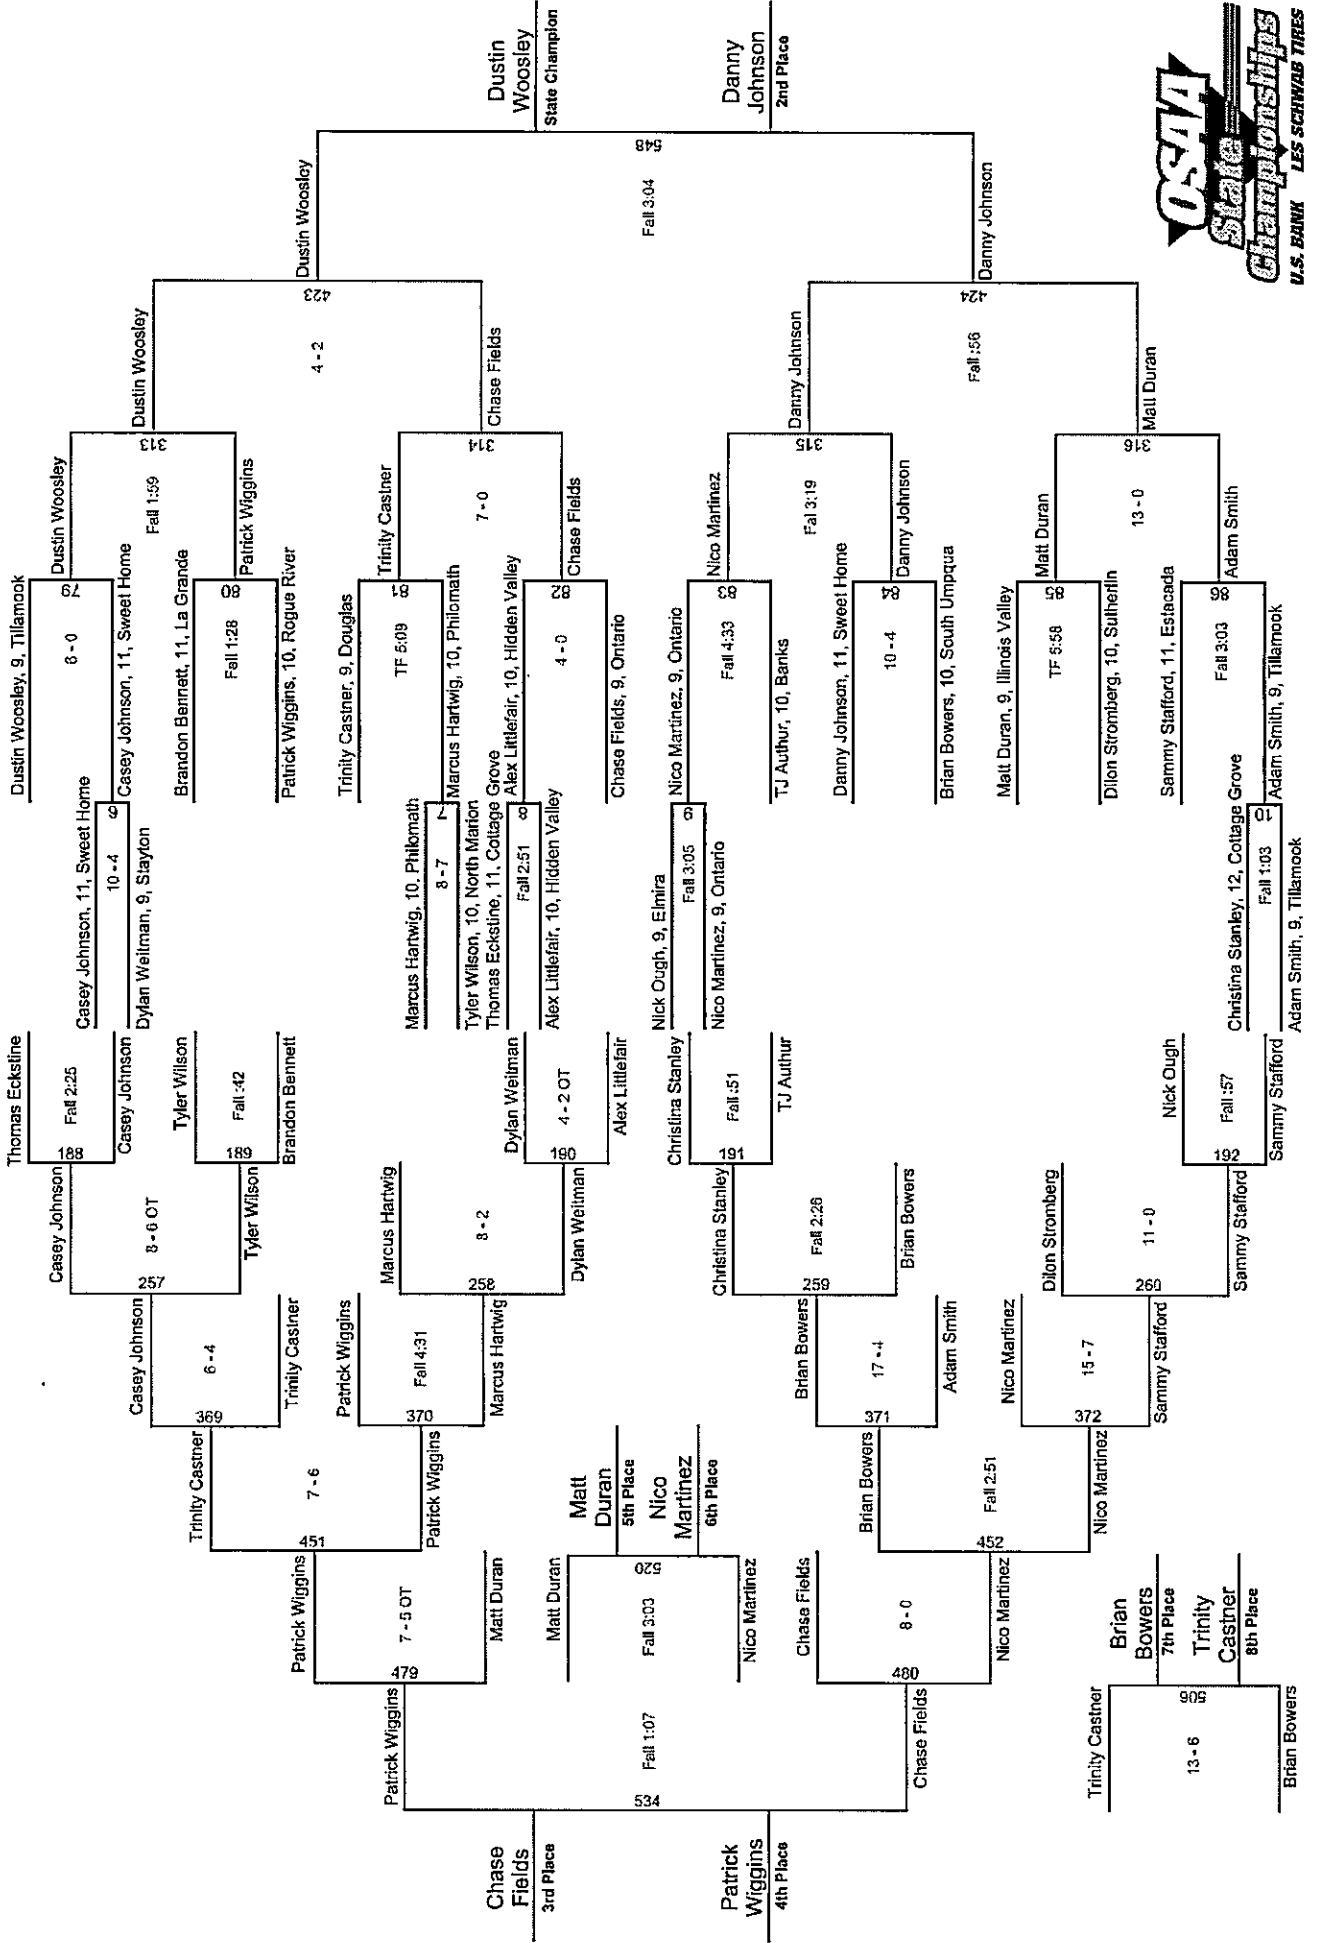 Dustin
Woosley
State Champion
Danny
Johnson
2nd Place
548
Fall 3:04
Dustin Woosley
423
4 - 2
Danny Johnson
424
Fall :56
Dustin Woosley
313
Fall 1:59
Chase Fields
314
7 - 0
Danny Johnson
315
Fal 3:19
Matt Duran
316
13 - 0
Dustin Woosley
79
6 - 0
Patrick Wiggins
80
Fall 1:28
Trinity Castner
81
TF 5:09
Chase Fields
82
4 - 0
Nico Martinez
83
Fall 4:33
Danny Johnson
84
10 - 4
Matt Duran
85
TF 5:58
Adam Smith
86
Fall 3:03
Dustin Woosley, 9, Tillamook
Casey Johnson, 11, Sweet Home
Brandon Bennett, 11, La Grande
Patrick Wiggins, 10, Rogue River
Trinity Castner, 9, Douglas
Marcus Hartwig, 10, Philomath
Alex Littlefair, 10, Hidden Valley
Chase Fields, 9, Ontario
Nico Martinez, 9, Ontario
TJ Authur, 10, Banks
Danny Johnson, 11, Sweet Home
Brian Bowers, 10, South Umpqua
Matt Duran, 9, Illinois Valley
Dilon Stromberg, 10, Sutherlin
Sammy Stafford, 11, Estacada
Adam Smith, 9, Tillamook
Casey Johnson, 11, Sweet Home
6
10 - 4
Dylan Weitman, 9, Stayton
Marcus Hartwig, 10, Philomath
7
8 - 7
Tyler Wilson, 10, North Marion
Thomas Eckstine, 11, Cottage Grove
8
Fall 2:51
Alex Littlefair, 10, Hidden Valley
Nick Ough, 9, Elmira
9
Fall 3:05
Nico Martinez, 9, Ontario
Christina Stanley, 12, Cottage Grove
10
Fall 1:03
Adam Smith, 9, Tillamook
Thomas Eckstine
Fall 2:25
188
Casey Johnson
Tyler Wilson
Fall :42
189
Brandon Bennett
Dylan Weitman
4 - 2 OT
190
Alex Littlefair
Christina Stanley
Fall :51
191
TJ Authur
Nick Ough
Fall :57
192
Sammy Stafford
Casey Johnson
8 - 6 OT
257
Tyler Wilson
Marcus Hartwig
8 - 2
258
Dylan Weitman
Christina Stanley
Fall 2:26
259
Brian Bowers
Dilon Stromberg
11 - 0
260
Sammy Stafford
Casey Johnson
6 - 4
369
Trinity Castner
Patrick Wiggins
Fall 4:31
370
Marcus Hartwig
Brian Bowers
17 - 4
371
Adam Smith
Nico Martinez
15 - 7
372
Sammy Stafford
Trinity Castner
7 - 6
451
Patrick Wiggins
Brian Bowers
Fall 2:51
452
Nico Martinez
Patrick Wiggins
7 - 5 OT
479
Matt Duran
Chase Fields
8 - 0
480
Nico Martinez
Patrick Wiggins
Fall 1:07
534
Chase Fields
Chase
Fields
3rd Place
Patrick
Wiggins
4th Place
Matt Duran
Fall 3:03
520
Nico Martinez
Matt
Duran
5th Place
Nico
Martinez
6th Place
Trinity Castner
13 - 6
506
Brian Bowers
Brian
Bowers
7th Place
Trinity
Castner
8th Place
OSAA
State
Championships
U.S. BANK LES SCHWAB TIRES